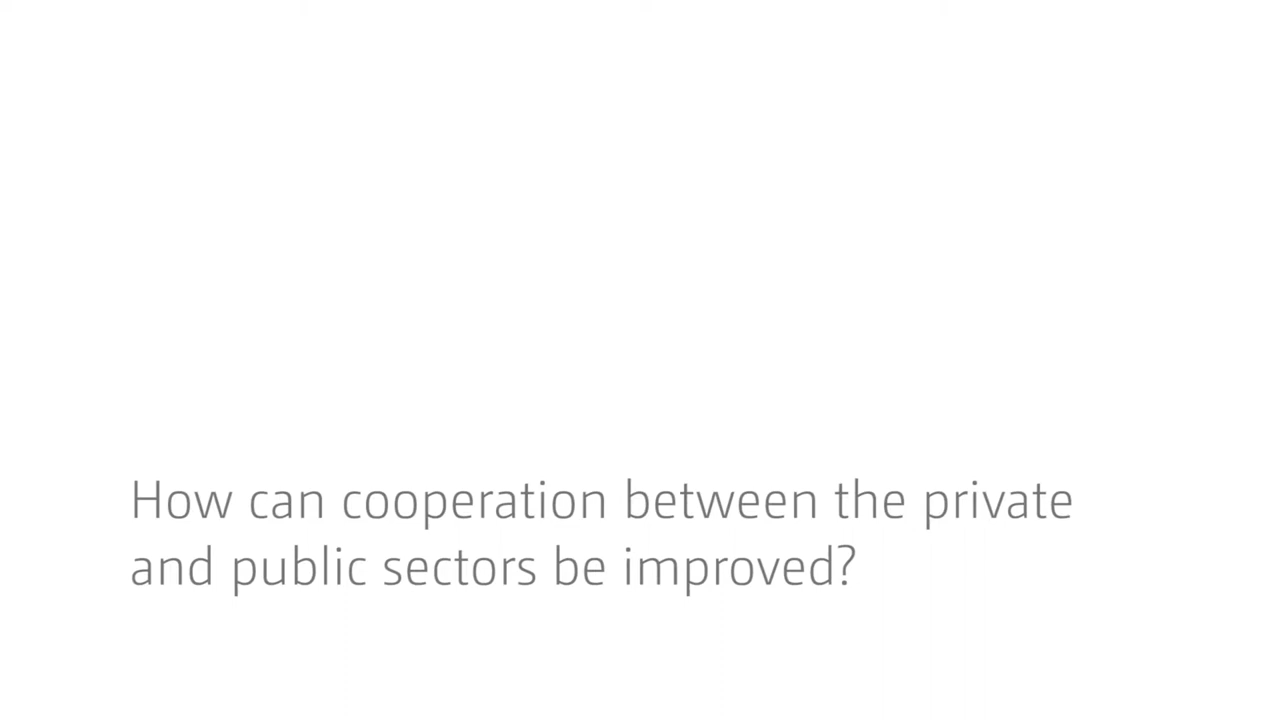 How can cooperation between the private
and public sectors be improved?